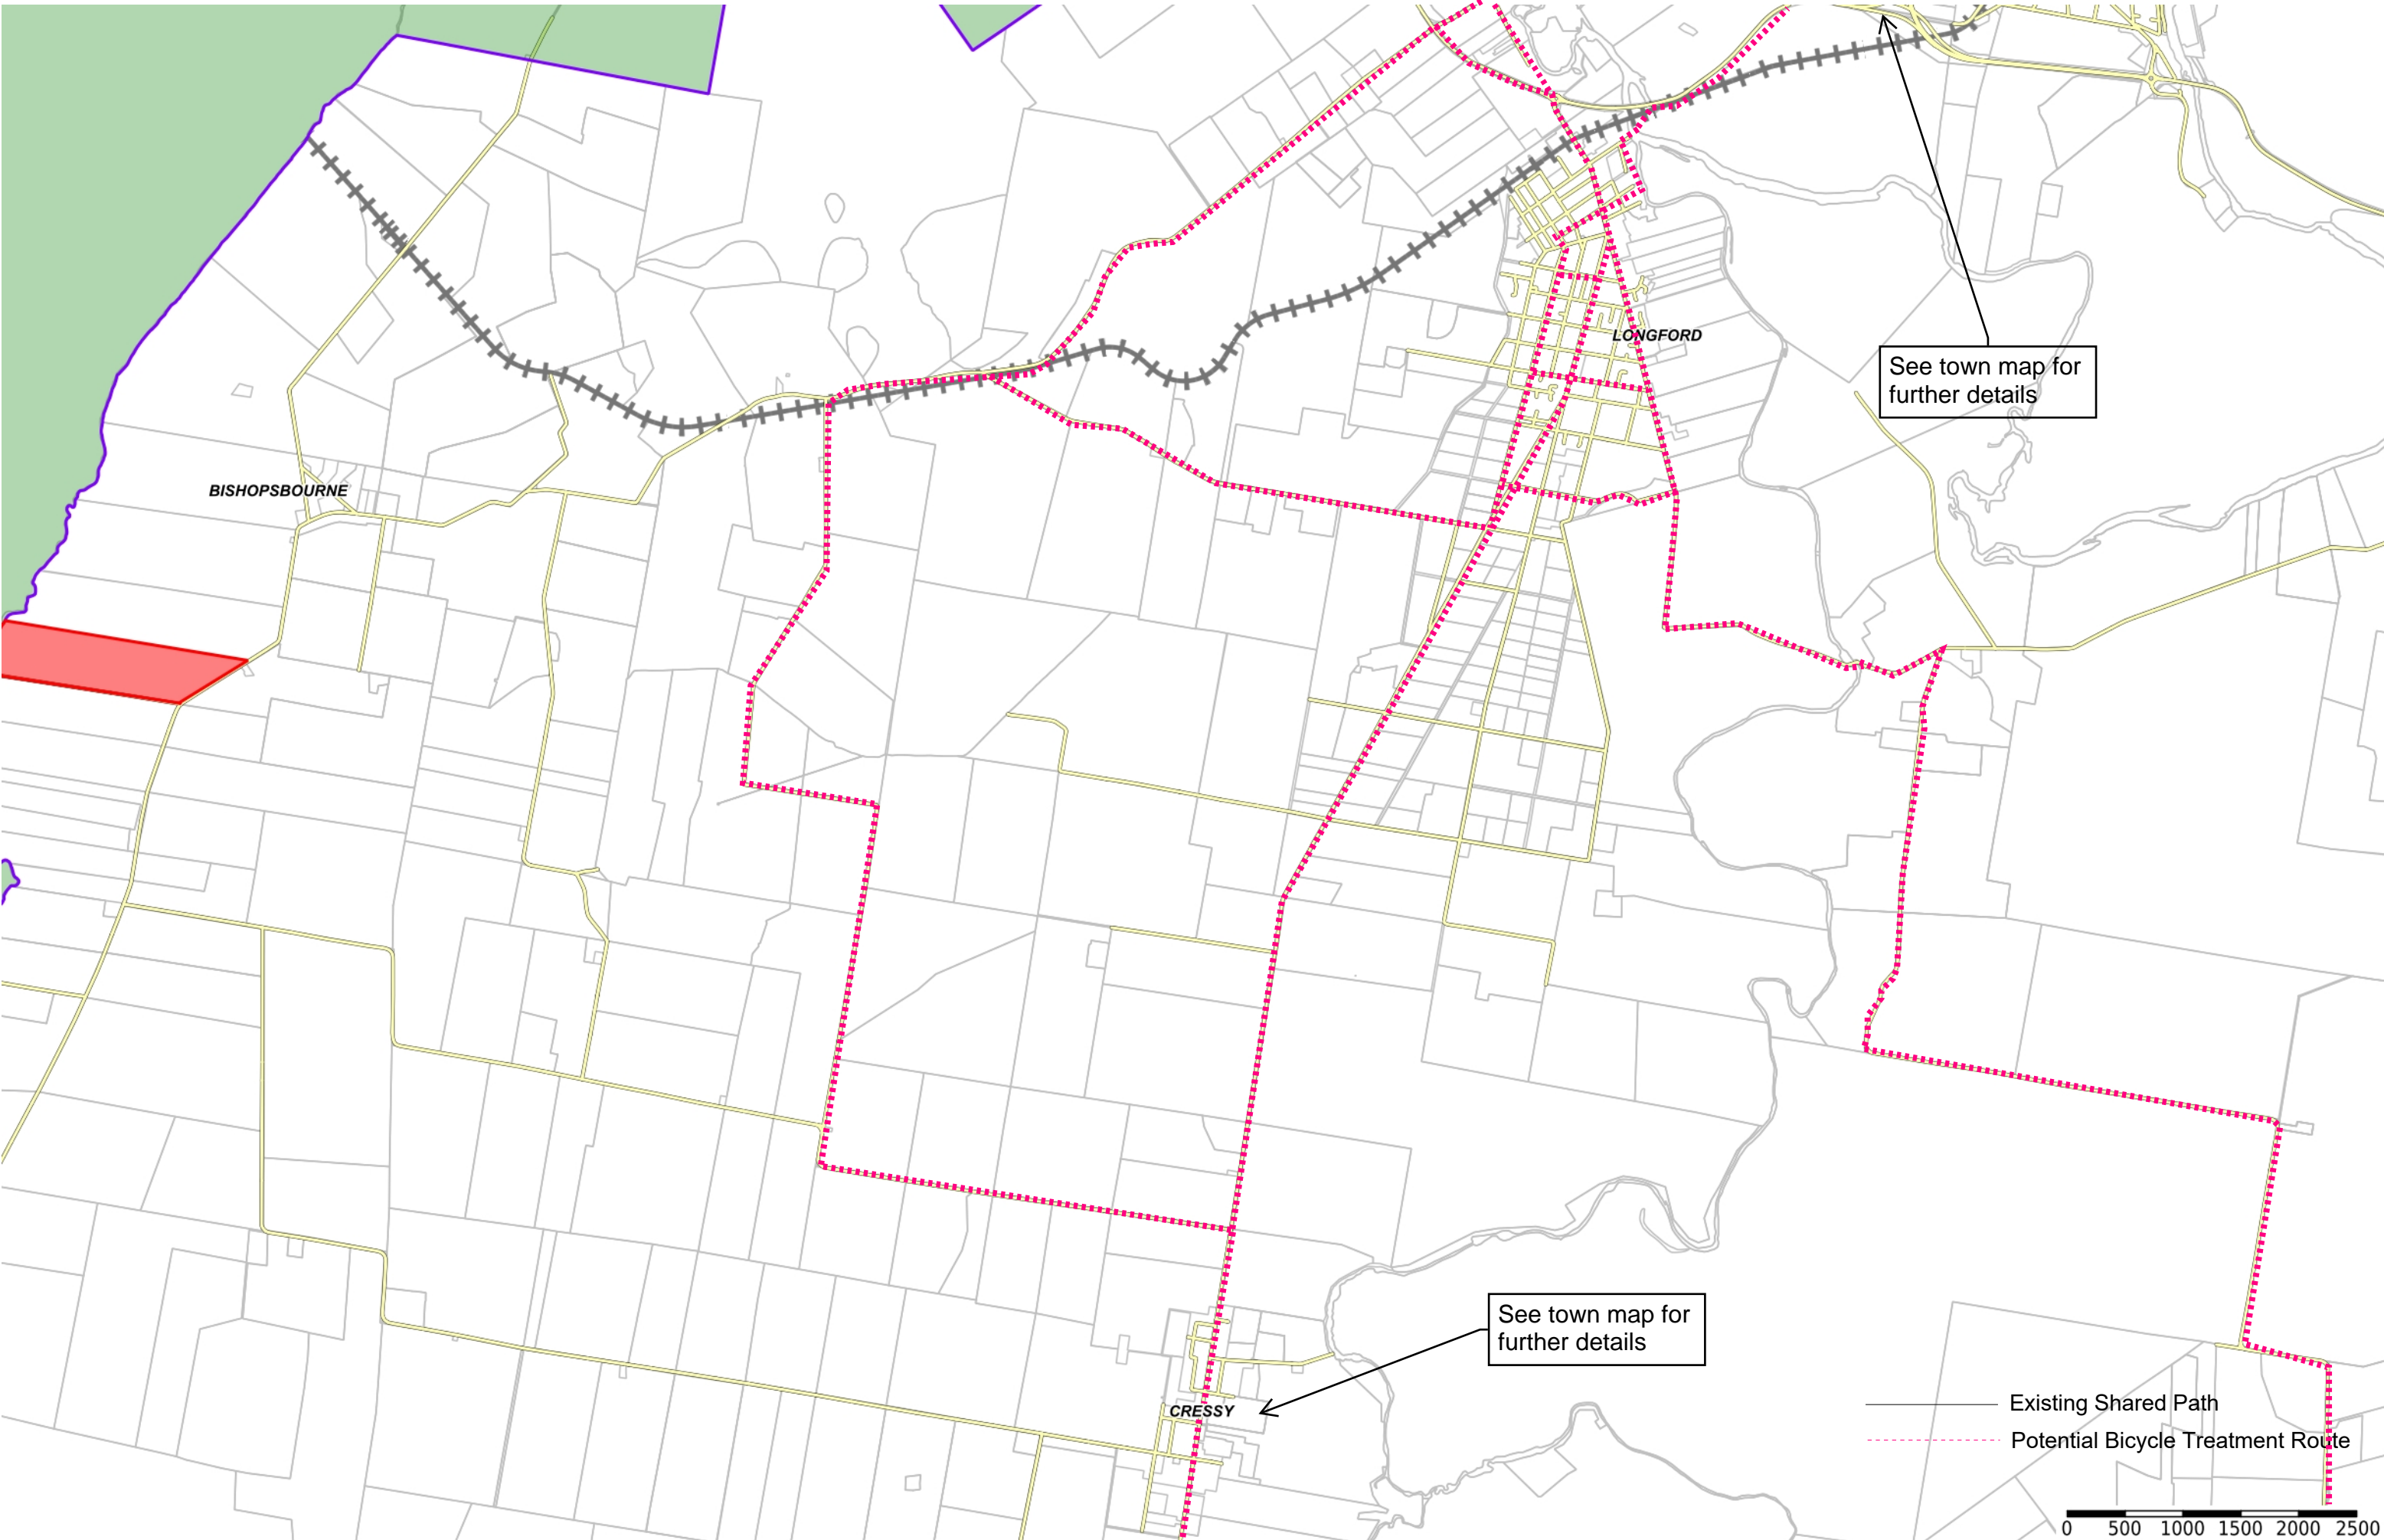 LONGFORD
See town map for
further details
BISHOPSBOURNE
See town map for
further details
CRESSY
Existing Shared Path
Potential Bicycle Treatment Route
0 500 1000 1500 2000 2500